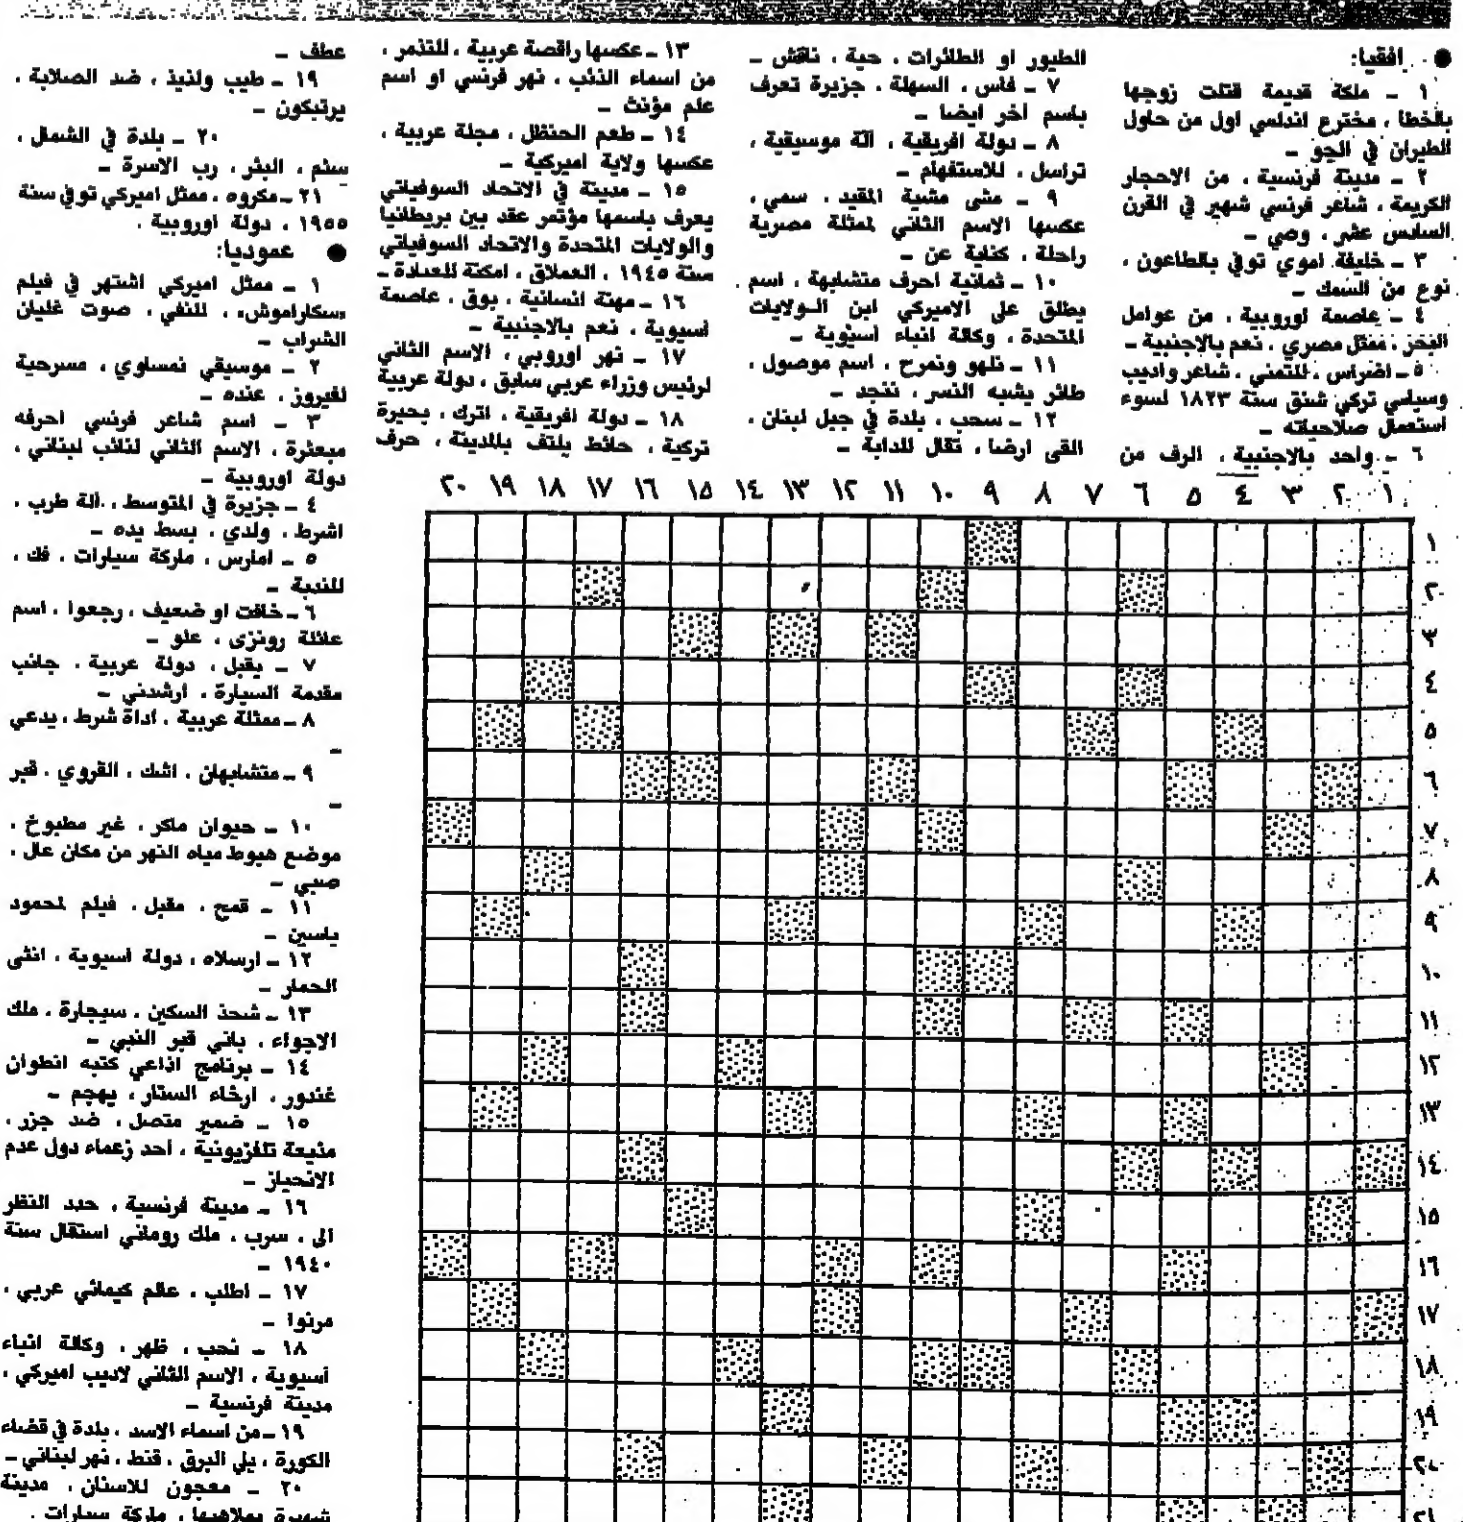 افقيا:
١ ـ ملكة قديمة قتلت زوجها
بالخطا ، مخترع اندلسي اول من حاول
الطيران في الجو ـ
٢ ـ مدينة فرنسية ، من الاحجار
الكريمة ، شاعر فرنسي شهير في القرن
السادس عشر ، وصي ـ
٣ ـ خليفة اموي توفي بالطاعون ،
نوع من السمك ـ
٤ ـ عاصمة اوروبية ، من عوامل
النخز ، ممثل مصري ، نعم بالاجنبية ـ
٥ ـ اضراس ، للتمني ، شاعر واديب
وسياسي تركي شنق سنة ١٨٢٣ لسوء
استعمال صلاحياته ـ
٦ ـ واحد بالاجنبية ، الرف من
الطيور او الطائرات ، حية ، ناقش ـ
٧ ـ فاس ، السهلة ، جزيرة تعرف
باسم اخر ايضا ـ
٨ ـ دولة افريقية ، آلة موسيقية ،
تراسل ، للاستفهام ـ
٩ ـ مشى مشية المقيد ، سمي ،
عكسها الاسم الثاني لممثلة مصرية
راحلة ، كناية عن ـ
١٠ ـ ثمانية احرف متشابهة ، اسم
يطلق على الاميركي ابن الولايات
المتحدة ، وكالة انباء اسيوية ـ
١١ ـ نلهو ونمرح ، اسم موصول ،
طائر يشبه النسر ، ننجد ـ
١٢ ـ سحب ، بلدة في جبل لبنان ،
القى ارضا ، تقال للدابة ـ
١٣ ـ عكسها راقصة عربية ، للتذمر ،
من اسماء الذئب ، نهر فرنسي او اسم
علم مؤنث ـ
١٤ ـ طعم الحنظل ، مجلة عربية ،
عكسها ولاية اميركية ـ
١٥ ـ مدينة في الاتحاد السوفياتي
يعرف باسمها مؤتمر عقد بين بريطانيا
والولايات المتحدة والاتحاد السوفياتي
سنة ١٩٤٥ ، العملاق ، امكنة للعبادة ـ
١٦ ـ مهنة انسانية ، بوق ، عاصمة
اسيوية ، نعم بالاجنبية ـ
١٧ ـ نهر اوروبي ، الاسم الثاني
لرئيس وزراء عربي سابق ، دولة عربية
١٨ ـ دولة افريقية ، اترك ، بحيرة
تركية ، حائط يلتف بالمدينة ، حرف
عطف ـ
١٩ ـ طيب ولذيذ ، ضد الصلابة ،
يرتبكون ـ
٢٠ ـ بلدة في الشمال ،
سئم ، البئر ، رب الاسرة ـ
٢١ ـ مكروه ، ممثل اميركي توفي سنة
١٩٥٥ ، دولة اوروبية .
عموديا:
١ ـ ممثل اميركي اشتهر في فيلم
«سكاراموش» ، للنفي ، صوت غليان
الشراب ـ
٢ ـ موسيقي نمساوي ، مسرحية
لفيروز ، عنده ـ
٣ ـ اسم شاعر فرنسي احرفه
مبعثرة ، الاسم الثاني لنائب لبناني ،
دولة اوروبية ـ
٤ ـ جزيرة في المتوسط ، آلة طرب ،
اشرط ، ولدي ، بسط يده ـ
٥ ـ امارس ، ماركة سيارات ، فك ،
للندبة ـ
٦ ـ خافت او ضعيف ، رجعوا ، اسم
عائلة رونزى ، علو ـ
٧ ـ يقبل ، دولة عربية ، جانب
مقدمة السيارة ، ارشدني ـ
٨ ـ ممثلة عربية ، اداة شرط ، يدعي
ـ
٩ ـ متشابهان ، اشك ، القروي ، قبر
ـ
١٠ ـ حيوان ماكر ، غير مطبوخ ،
موضع هبوط مياه النهر من مكان عال ،
صبي ـ
١١ ـ قمح ، مقبل ، فيلم لمحمود
ياسين ـ
١٢ ـ ارسلاه ، دولة اسيوية ، انثى
الحمار ـ
١٣ ـ شحذ السكين ، سيجارة ، ملك
الاجواء ، باني قبر النبي ـ
١٤ ـ برنامج اذاعي كتبه انطوان
غندور ، ارخاء الستار ، يهجم ـ
١٥ ـ ضمير متصل ، ضد جزر ،
مذيعة تلفزيونية ، احد زعماء دول عدم
الانحياز ـ
١٦ ـ مدينة فرنسية ، حدد النظر
الى ، سرب ، ملك روماني استقال سنة
١٩٤٠ ـ
١٧ ـ اطلب ، عالم كيمائي عربي ،
مرنوا ـ
١٨ ـ نحب ، ظهر ، وكالة انباء
آسيوية ، الاسم الثاني لاديب اميركي ،
مدينة فرنسية ـ
١٩ ـ من اسماء الاسد ، بلدة في قضاء
الكورة ، يلي البرق ، قنط ، نهر لبناني ـ
٢٠ ـ معجون للاسنان ، مدينة
شهيرة بملاهيها ، ماركة سيارات .
١ ٢ ٣ ٤ ٥ ٦ ٧ ٨ ٩ ١٠ ١١ ١٢ ١٣ ١٤ ١٥ ١٦ ١٧ ١٨ ١٩ ٢٠
١
٢
٣
٤
٥
٦
٧
٨
٩
١٠
١١
١٢
١٣
١٤
١٥
١٦
١٧
١٨
١٩
٢٠
٢١